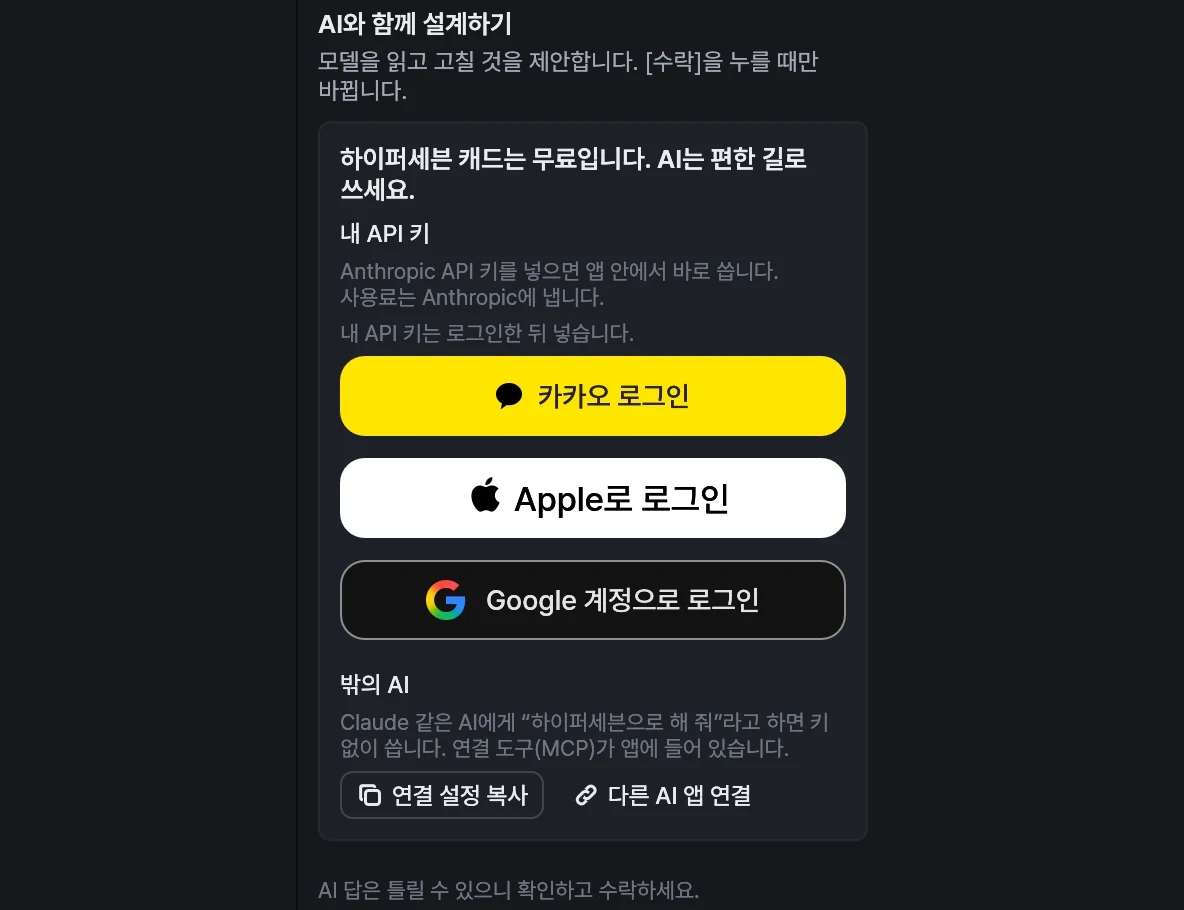 AI와 함께 설계하기
모델을 읽고 고칠 것을 제안합니다. [수락]을 누를 때만
바뀝니다.
하이퍼세븐 캐드는 무료입니다. AI는 편한 길로
쓰세요.
내 API 키
Anthropic API 키를 넣으면 앱 안에서 바로 씁니다.
사용료는 Anthropic에 냅니다.
내 API 키는 로그인한 뒤 넣습니다.
카카오 로그인
Apple로 로그인
Google 계정으로 로그인
밖의 AI
Claude 같은 AI에게 “하이퍼세븐으로 해 줘”라고 하면 키
없이 씁니다. 연결 도구(MCP)가 앱에 들어 있습니다.
연결 설정 복사
다른 AI 앱 연결
AI 답은 틀릴 수 있으니 확인하고 수락하세요.